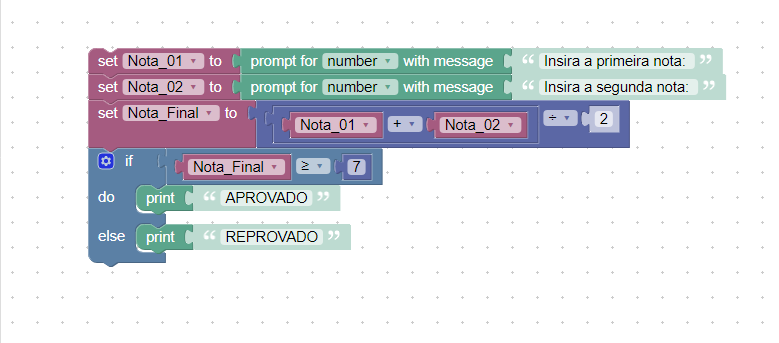 set Nota_01 to prompt for number with message “ Insira a primeira nota: ”
set Nota_02 to prompt for number with message “ Insira a segunda nota: ”
set Nota_Final to Nota_01 + Nota_02 ÷ 2
if Nota_Final ≥ 7
do print “ APROVADO ”
else print “ REPROVADO ”